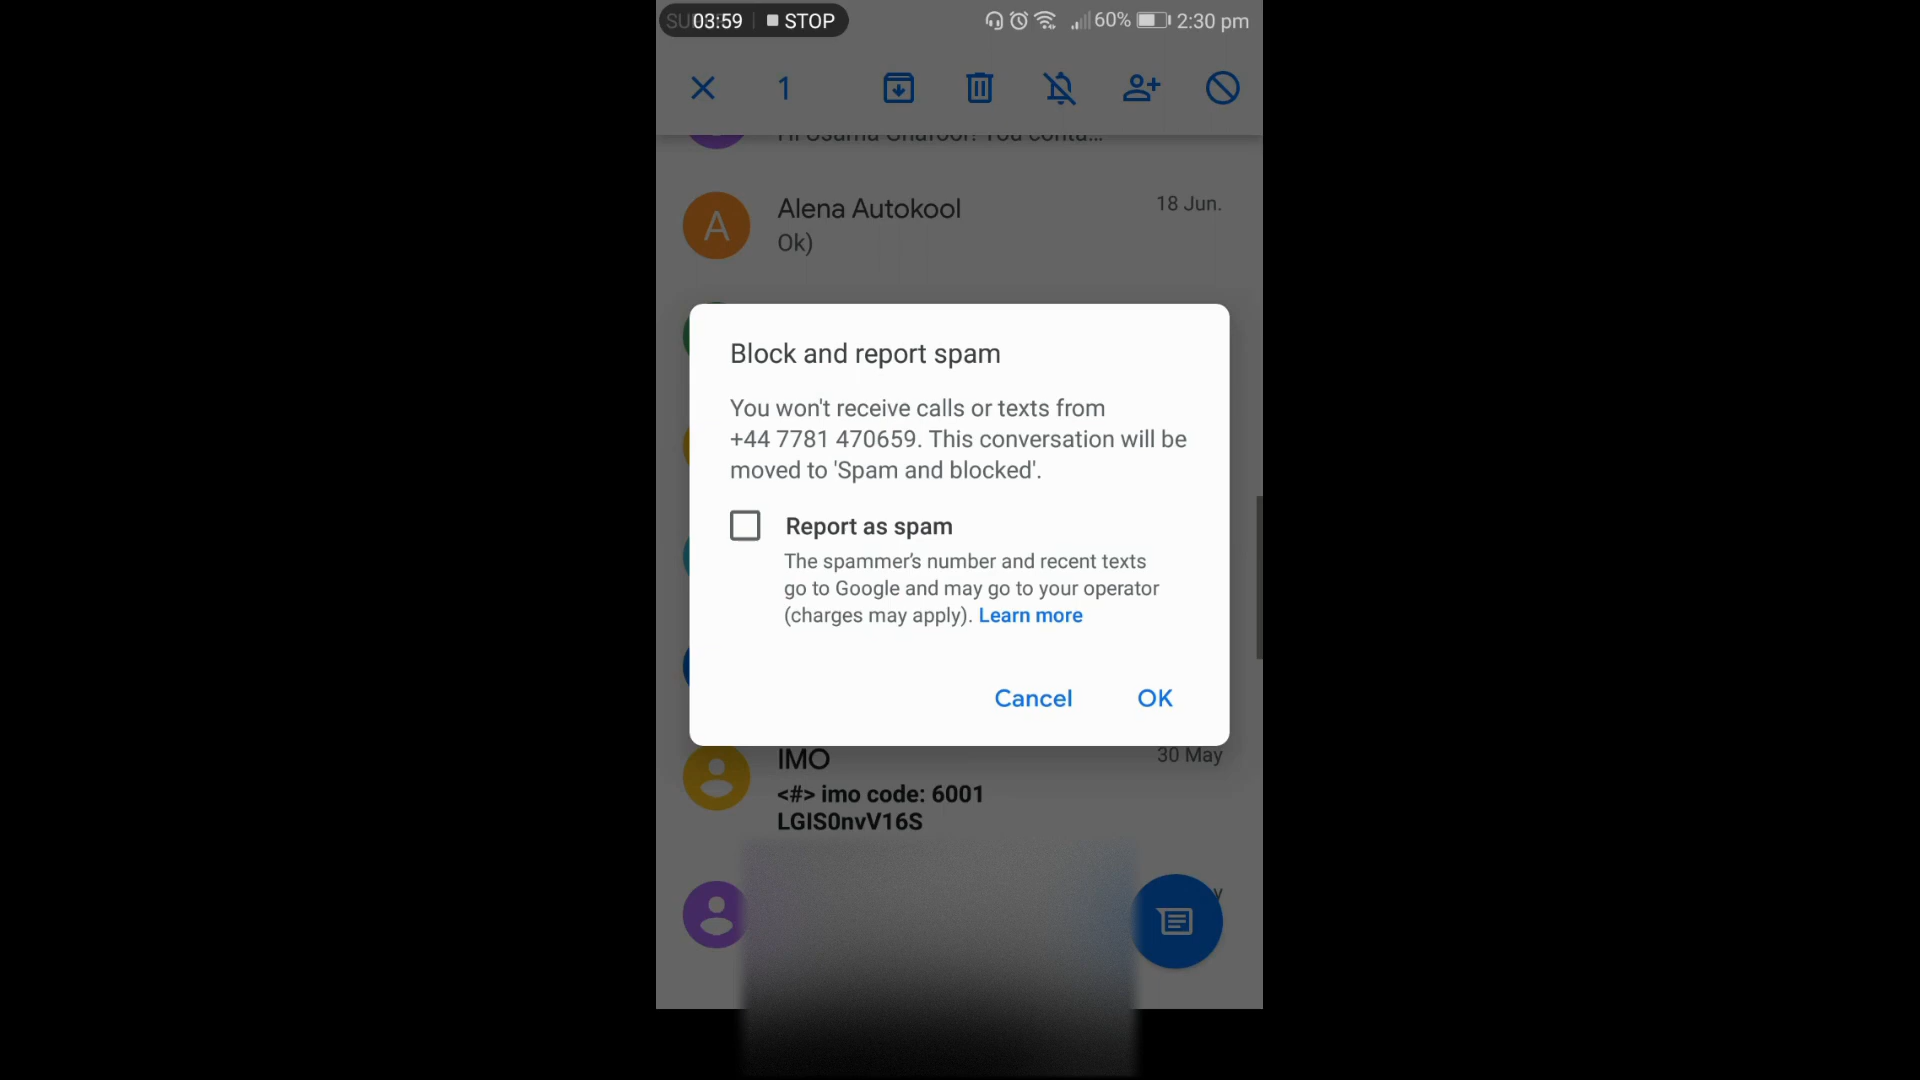 03:59 STOP 60% 2:30 pm
1
Alena Autokool 18 Jun.
Ok)
Block and report spam
You won't receive calls or texts from
+44 7781 470659. This conversation will be
moved to 'Spam and blocked'.
Report as spam
The spammer's number and recent texts
go to Google and may go to your operator
(charges may apply). Learn more
Cancel OK
IMO 30 May
<#> imo code: 6001
LGIS0nvV16S